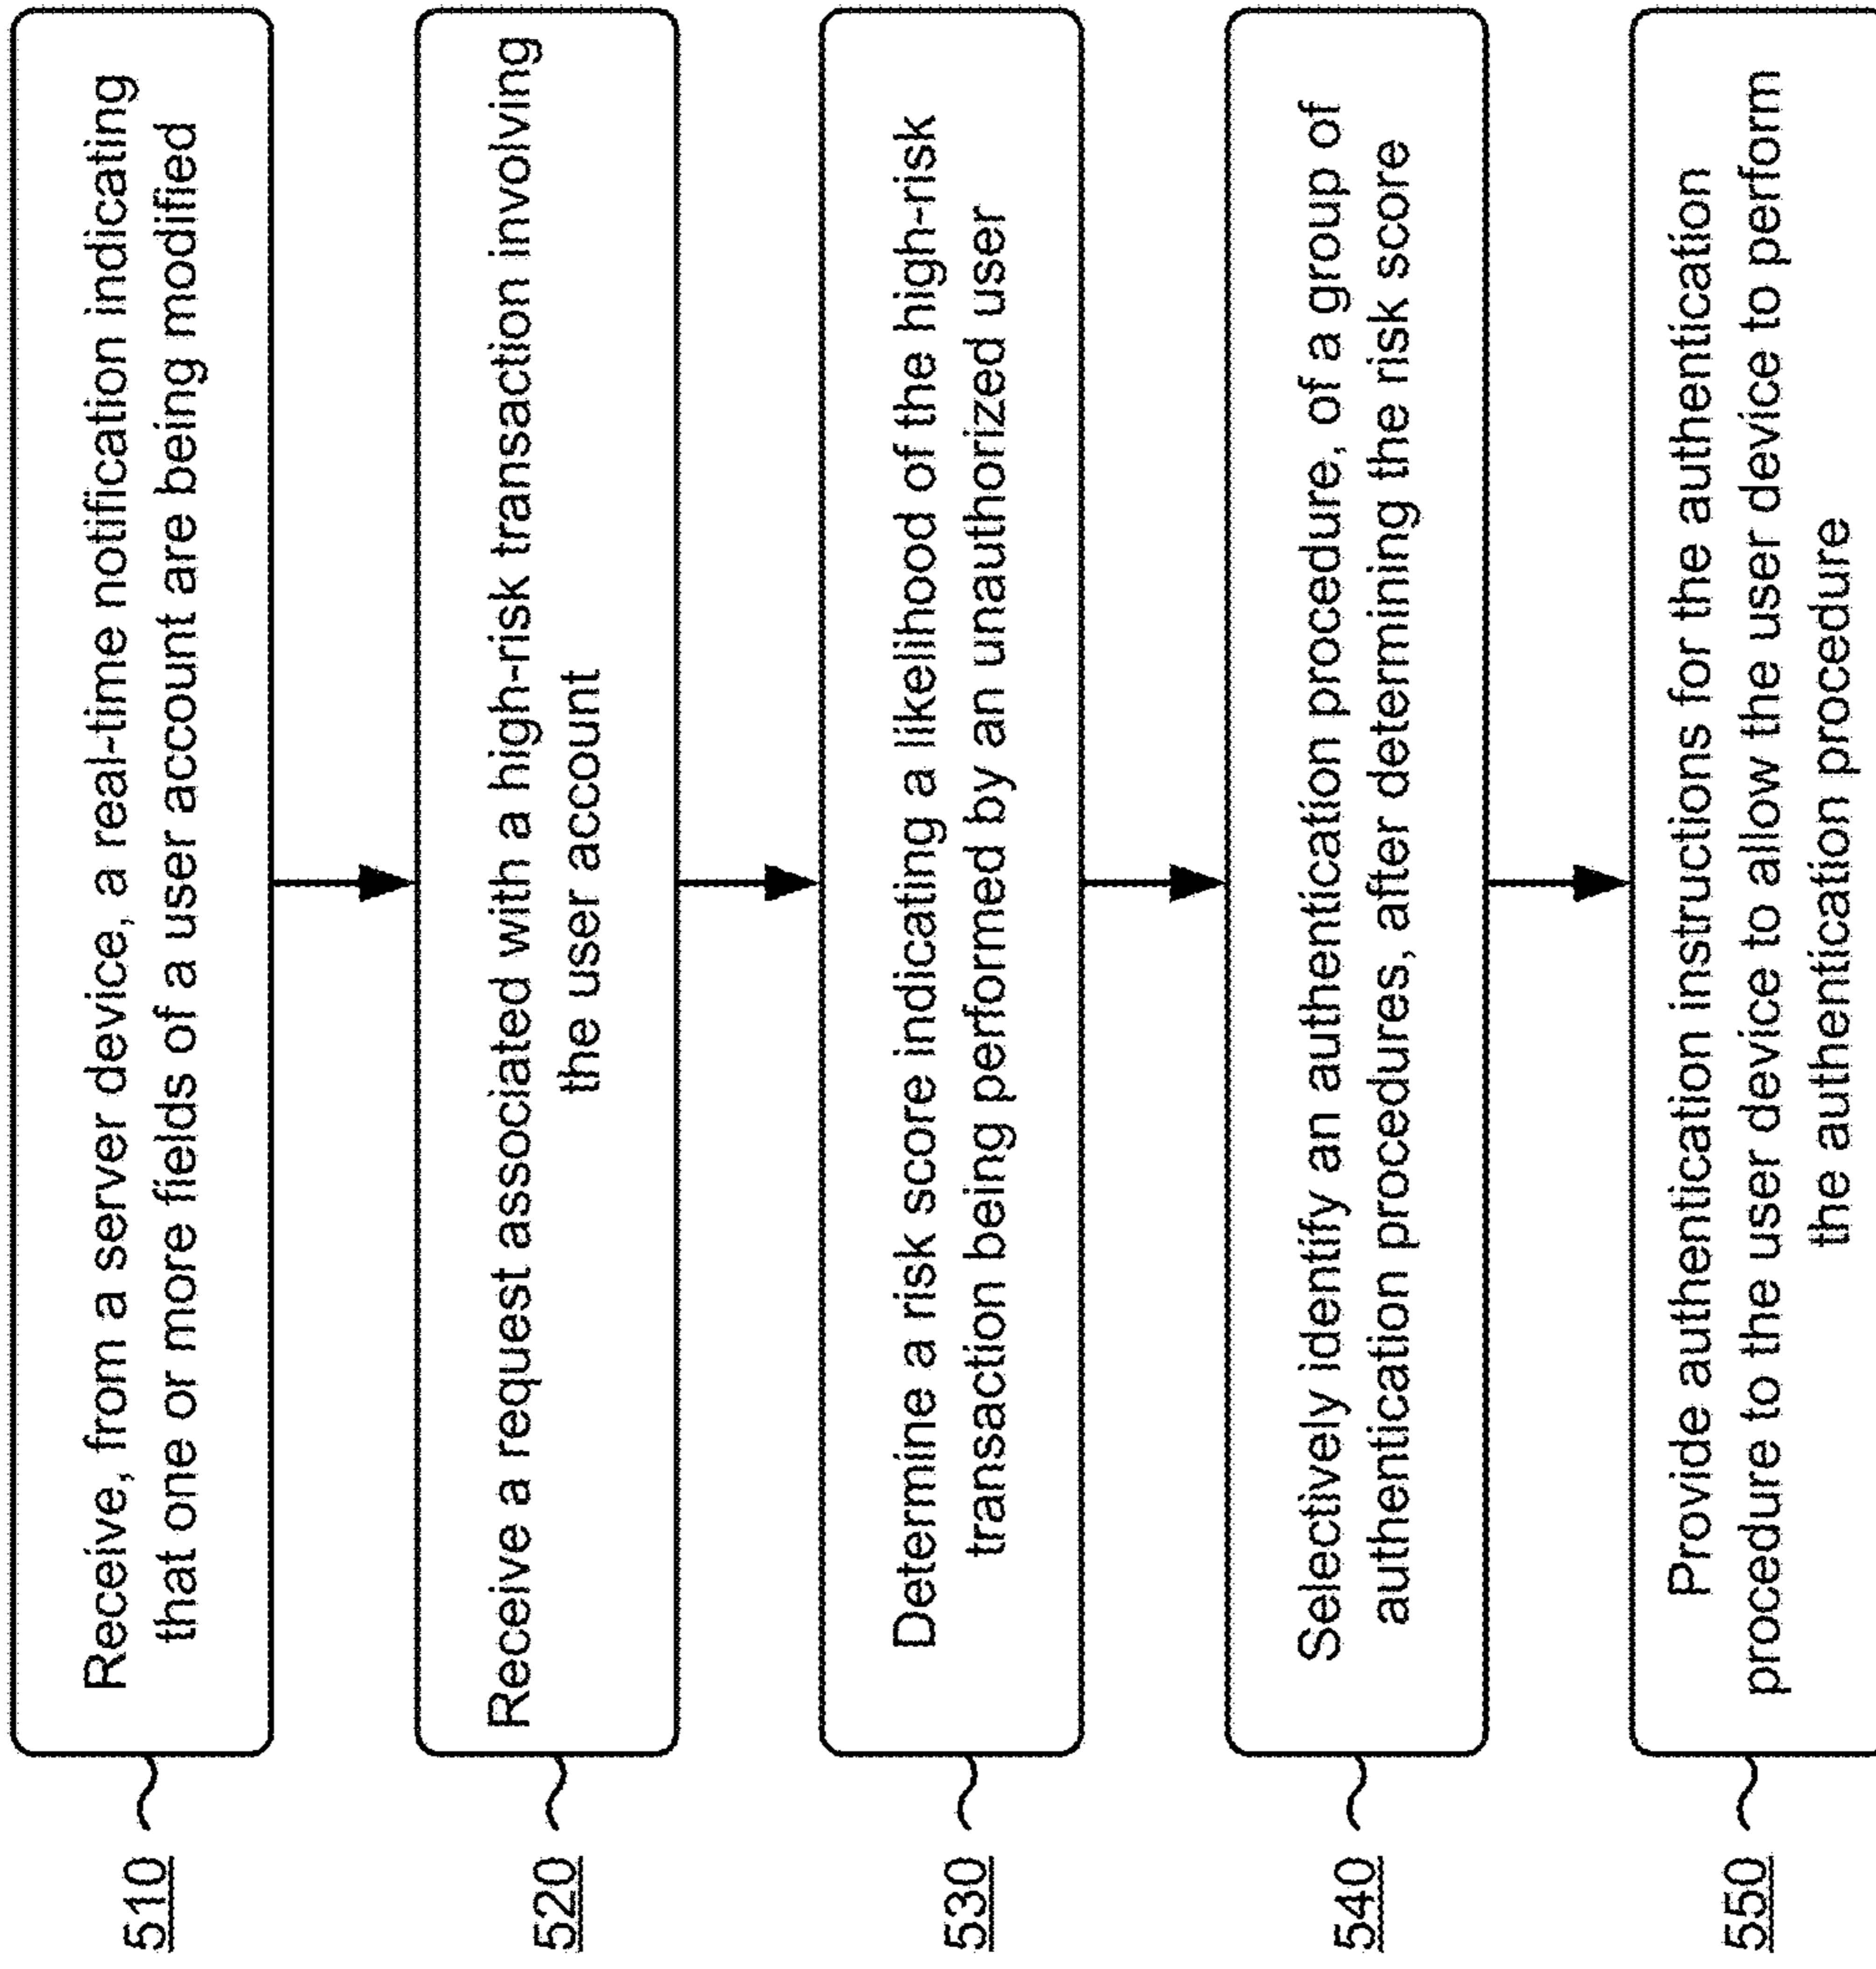 510
Receive, from a server device, a real-time notification indicating
that one or more fields of a user account are being modified
520
Receive a request associated with a high-risk transaction involving
the user account
530
Determine a risk score indicating a likelihood of the high-risk
transaction being performed by an unauthorized user
540
Selectively identify an authentication procedure, of a group of
authentication procedures, after determining the risk score
550
Provide authentication instructions for the authentication
procedure to the user device to allow the user device to perform
the authentication procedure